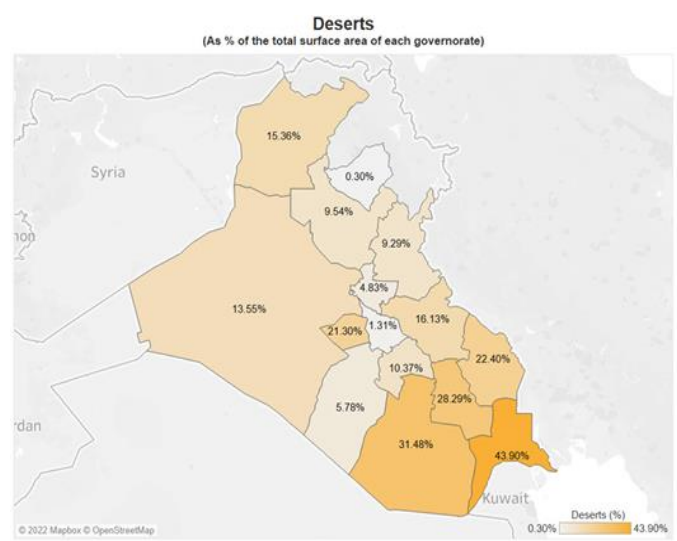 Deserts
(As % of the total surface area of each governorate)
15.36%
Syria
0.30%
9.54%
non
9.29%
4.83%
13.55%
16.13%
21.30%
1.31%
22.40%
10.37%
28.29%
5.78%
rdan
31.48%
43.90%
Kuwait
Deserts (%)
© 2022 Mapbox © OpenStreetMap
0.30%
43.90%